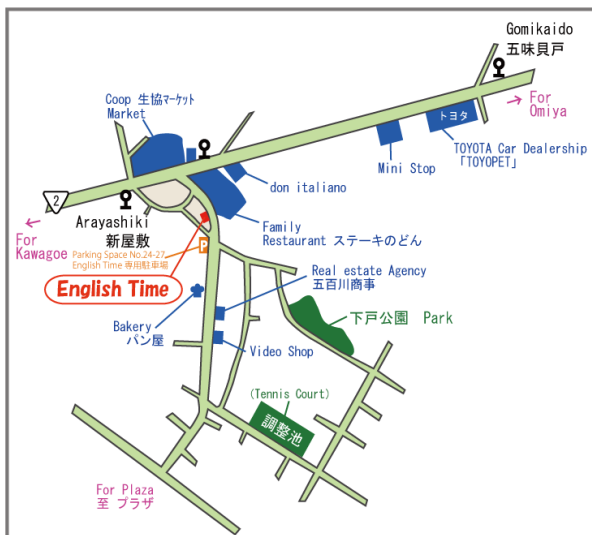 Gomikaido
五味貝戸
For
Omiya
Coop 生協ﾏｰｹｯﾄ
Market
トヨタ
TOYOTA Car Dealership
「TOYOPET」
Mini Stop
don italiano
2
Arayashiki
新屋敷
For
Kawagoe
Family
Restaurant ステーキのどん
Parking Space No.24-27
English Time 専用駐車場
P
English Time
Real estate Agency
五百川商事
Bakery
パン屋
下戸公園 Park
Video Shop
(Tennis Court)
調整池
For Plaza
至 プラザ